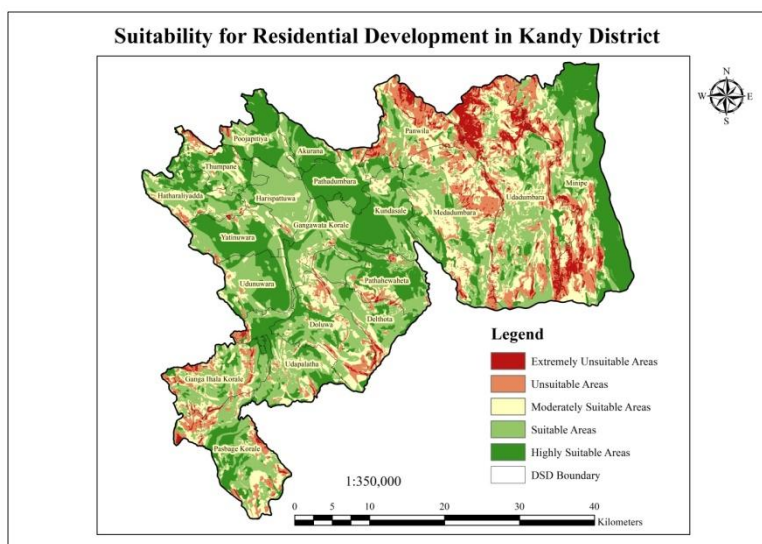 Suitability for Residential Development in Kandy District
N
W E
S
Poojapitiya
Akurana
Panwila
Thumpane
Pathadumbara
Hatharaliyadda
Harispattuwa
Kundasale
Udadumbara
Minipe
Medadumbara
Gangawata Korale
Yatinuwara
Udunuwara
Pathahewaheta
Doluwa
Delthota
Udapalatha
Ganga Ihala Korale
Pasbage Korale
Legend
Extremely Unsuitable Areas
Unsuitable Areas
Moderately Suitable Areas
Suitable Areas
Highly Suitable Areas
DSD Boundary
1:350,000
0 5 10 20 30 40
Kilometers